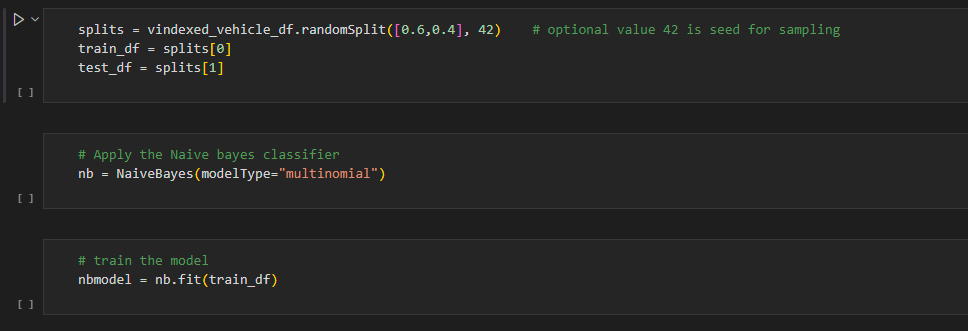 splits = vindexed_vehicle_df.randomSplit([0.6,0.4], 42)    # optional value 42 is seed for sampling
train_df = splits[0]
test_df = splits[1]
[ ]
# Apply the Naive bayes classifier
nb = NaiveBayes(modelType="multinomial")
[ ]
# train the model
nbmodel = nb.fit(train_df)
[ ]